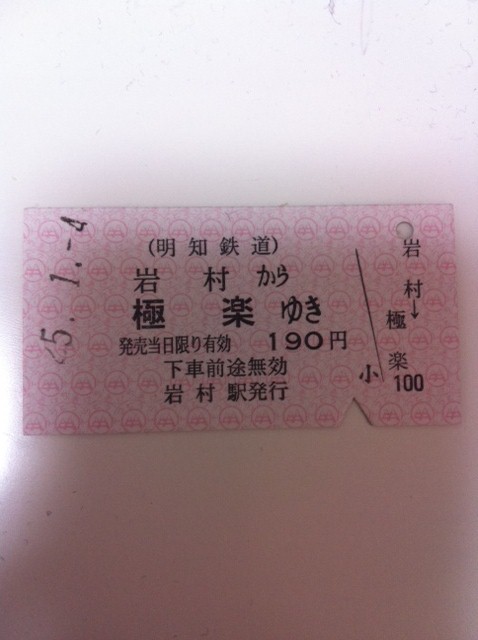 25. 1. -4
(明知鉄道)
岩村から
極楽ゆき
発売当日限り有効 190円
下車前途無効
岩村駅発行
岩村→極楽
小 100